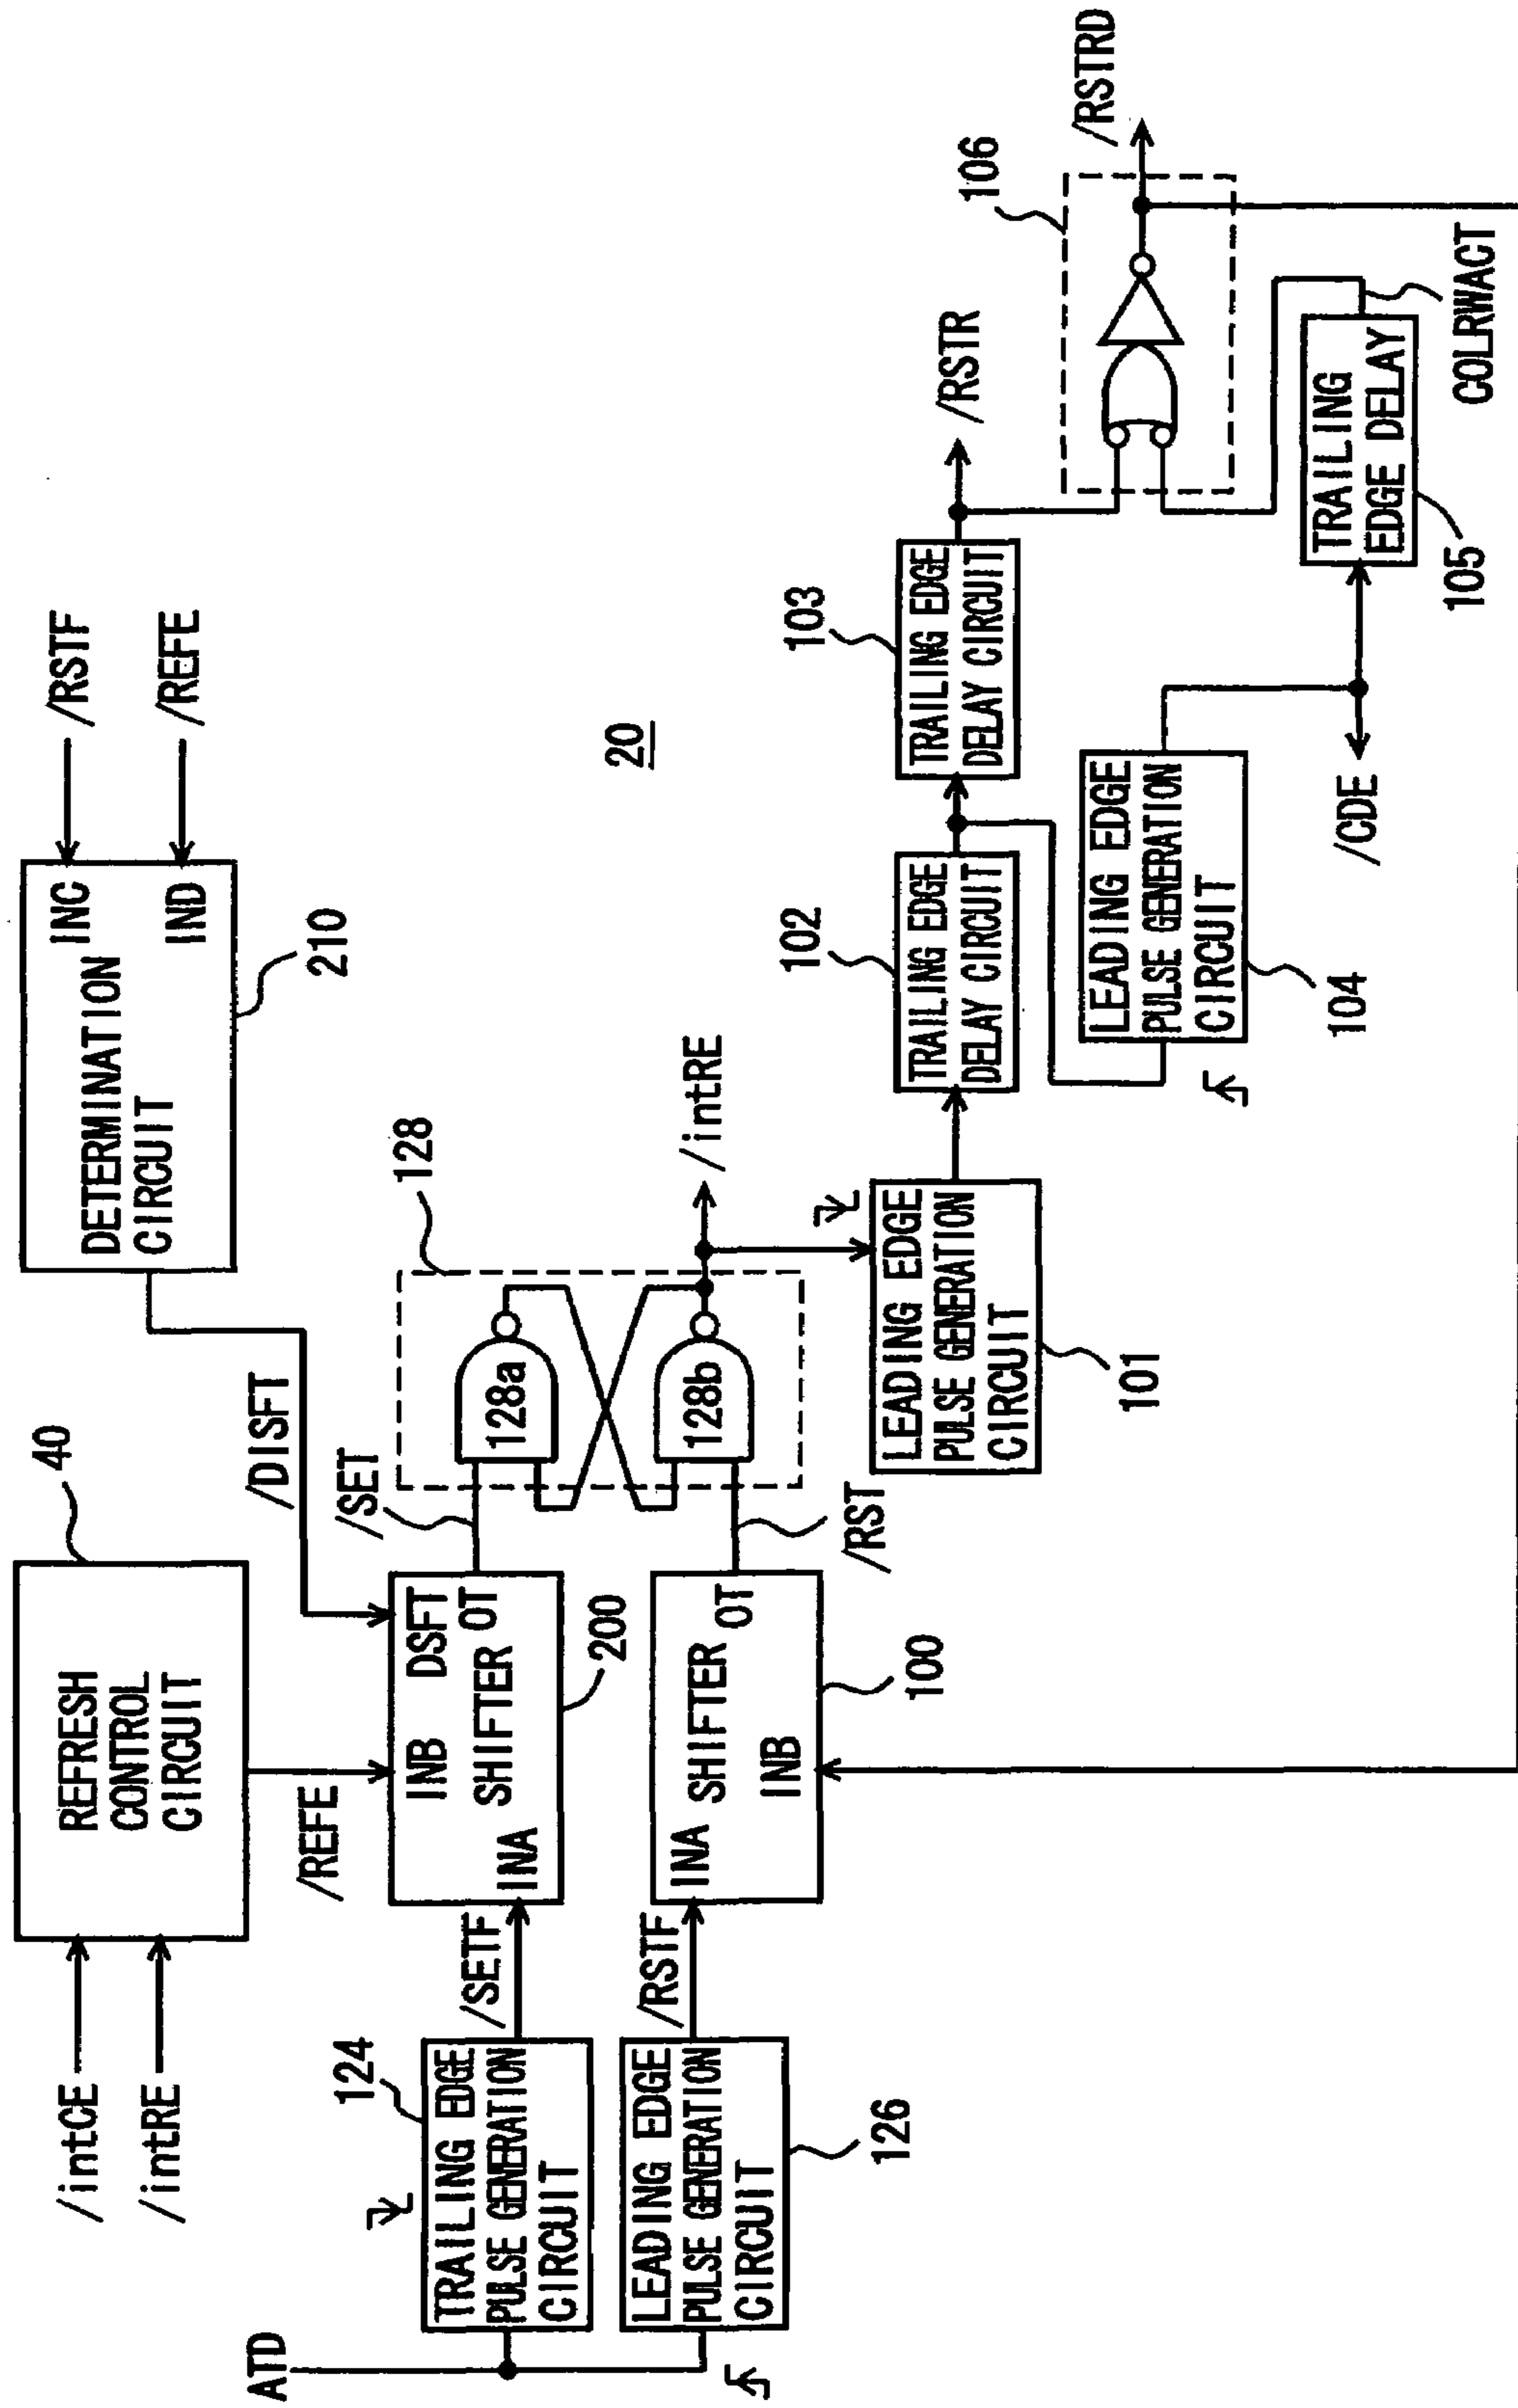 /intCE
/intRE
REFRESH
CONTROL
CIRCUIT
40
/REFE
/DISFT
DETERMINATION
CIRCUIT
INC
IND
210
/RSTF
/REFE
ATD
TRAILING EDGE
PULSE GENERATION
CIRCUIT
124
/SETF
INA
INB
DSFT
SHIFTER
OT
200
/SET
128
128a
128b
/intRE
20
LEADING EDGE
PULSE GENERATION
CIRCUIT
126
/RSTF
INA
SHIFTER
INB
OT
100
/RST
LEADING EDGE
PULSE GENERATION
CIRCUIT
101
TRAILING EDGE
DELAY CIRCUIT
102
TRAILING EDGE
DELAY CIRCUIT
103
/RSTR
LEADING EDGE
PULSE GENERATION
CIRCUIT
104
/CDE
TRAILING
EDGE DELAY
105
COLRWACT
106
/RSTRD